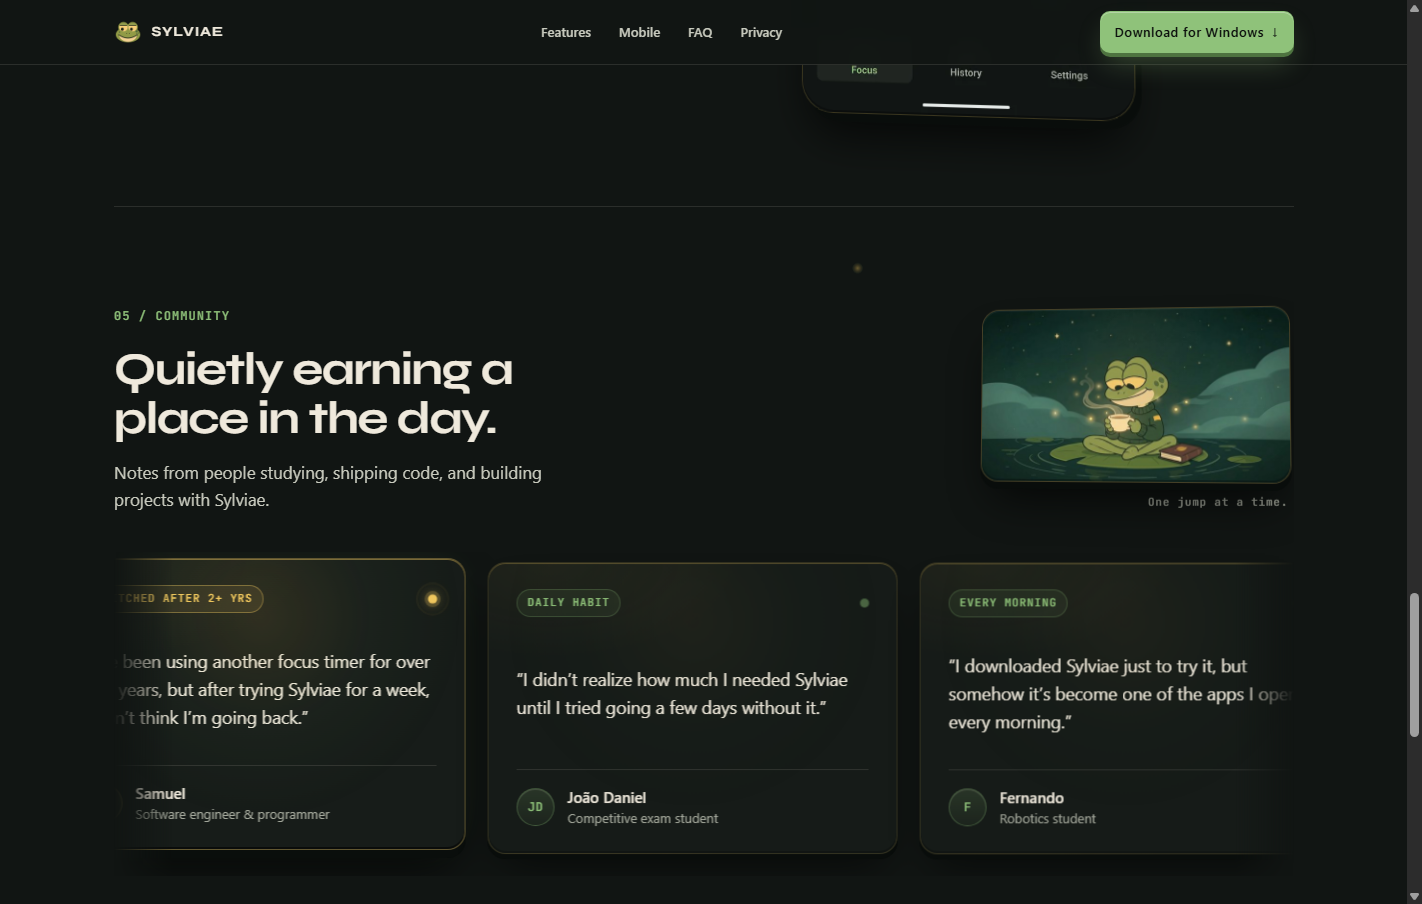 SYLVIAE
Features
Mobile
FAQ
Privacy
Download for Windows ↓
Focus
History
Settings
05 / COMMUNITY
Quietly earning a
place in the day.
Notes from people studying, shipping code, and building
projects with Sylviae.
One jump at a time.
AFTER 2+ YRS
been using another focus timer for over
years, but after trying Sylviae for a week,
think I’m going back.”
Samuel
Software engineer & programmer
DAILY HABIT
“I didn’t realize how much I needed Sylviae
until I tried going a few days without it.”
JD
João Daniel
Competitive exam student
EVERY MORNING
“I downloaded Sylviae just to try it, but
somehow it’s become one of the apps I open
every morning.”
F
Fernando
Robotics student